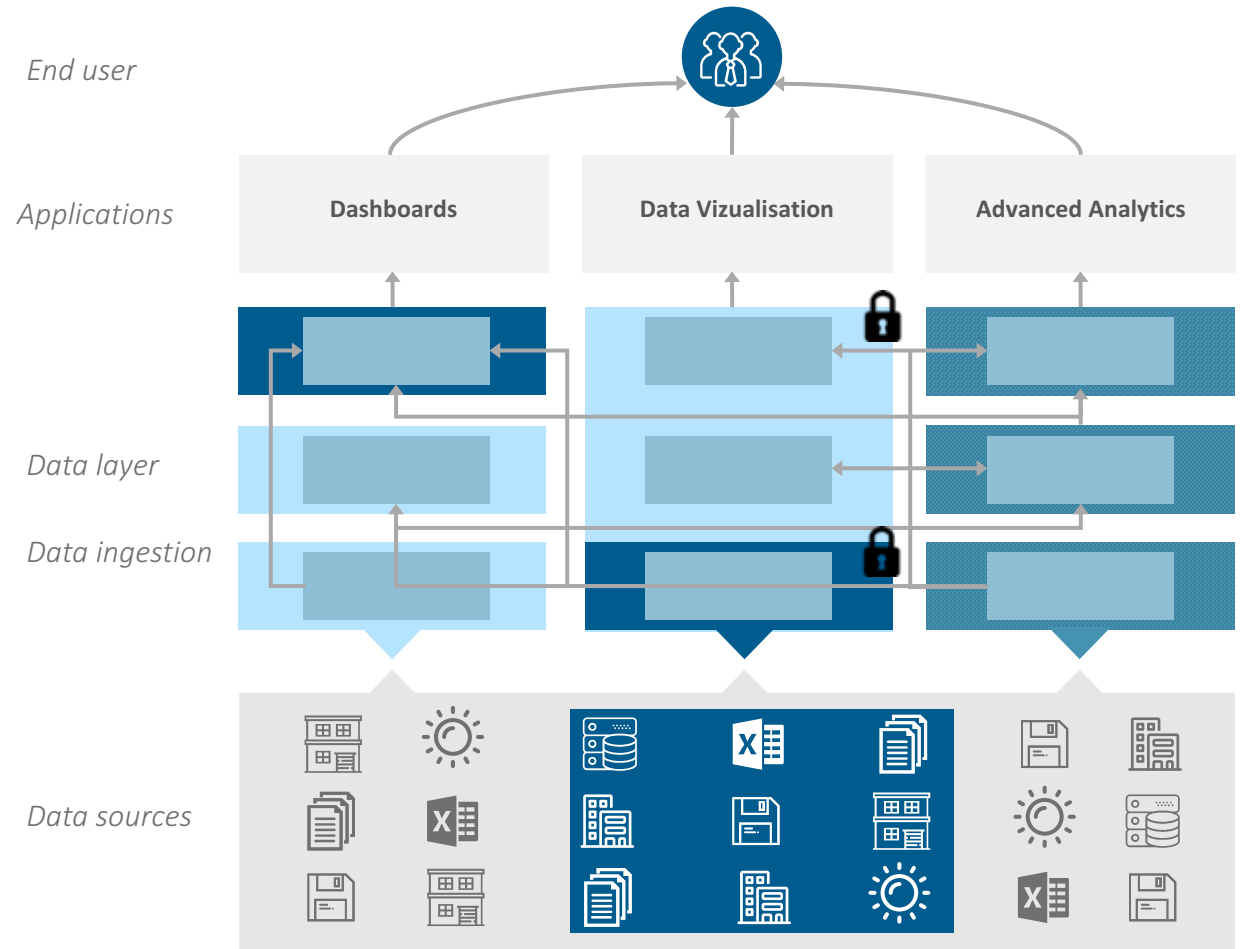 End user
Applications
Dashboards
Data Vizualisation
Advanced Analytics
Data layer
Data ingestion
Data sources
X
X
X